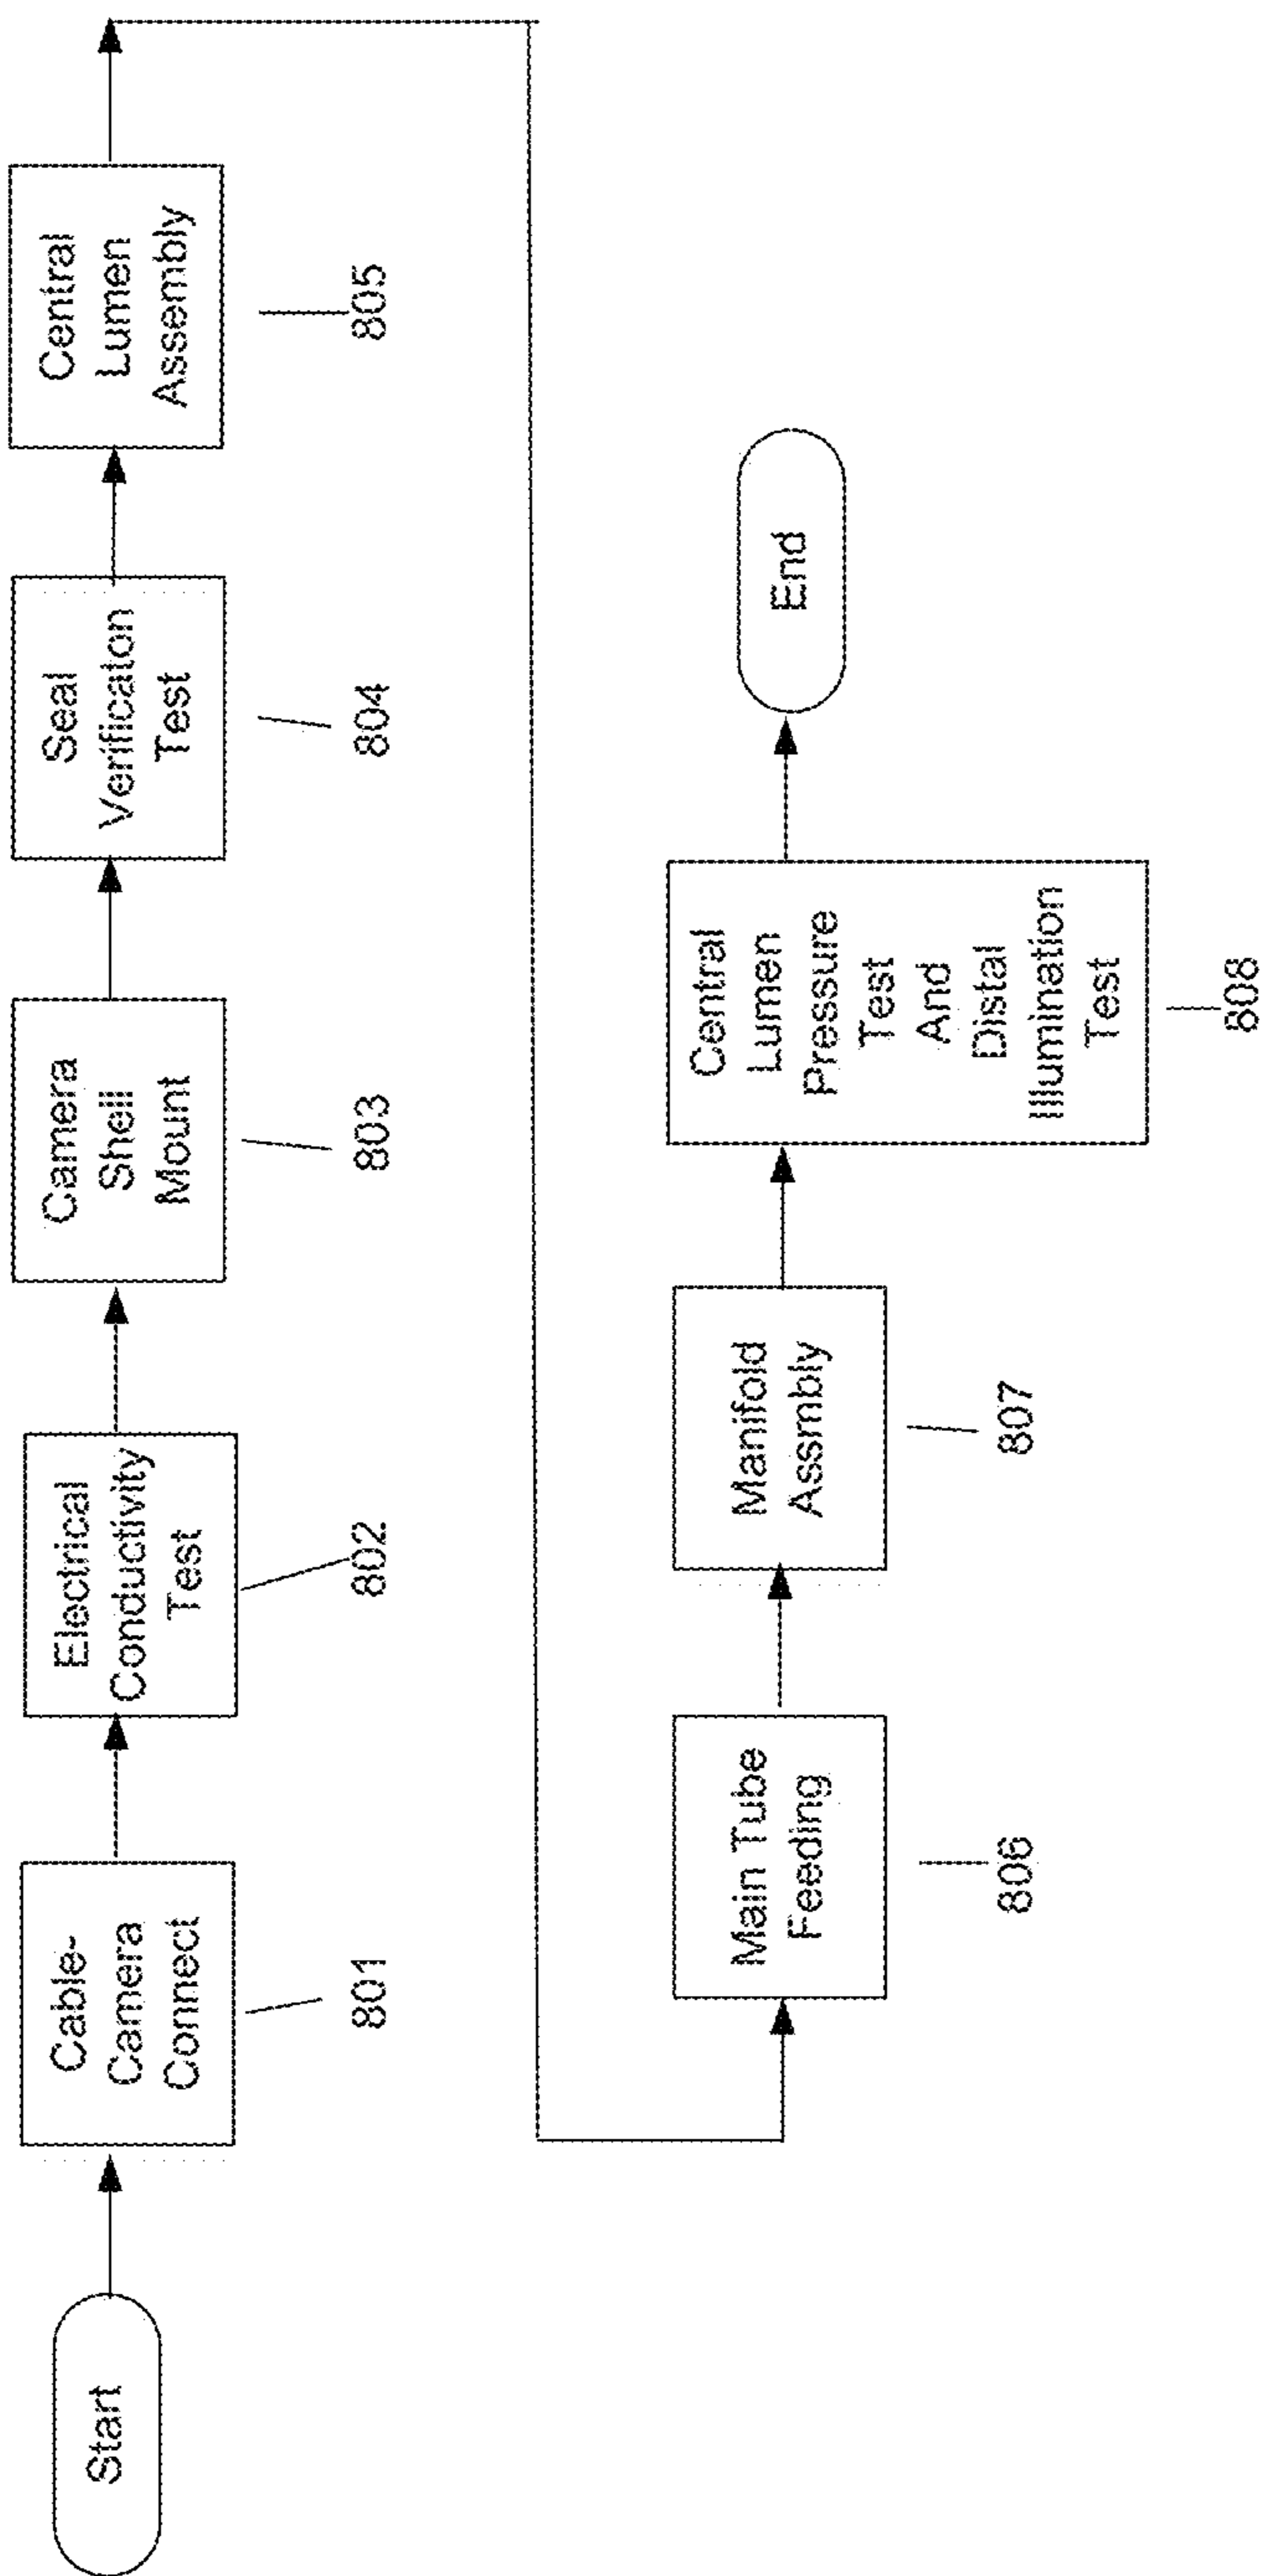 Start
Cable-
Camera
Connect
801
Electrical
Conductivity
Test
802
Camera
Shell
Mount
803
Seal
Verificaton
Test
804
Central
Lumen
Assembly
805
Main Tube
Feeding
806
Manifold
Assmbly
807
Central
Lumen
Pressure
Test
And
Distal
Illumination
Test
808
End